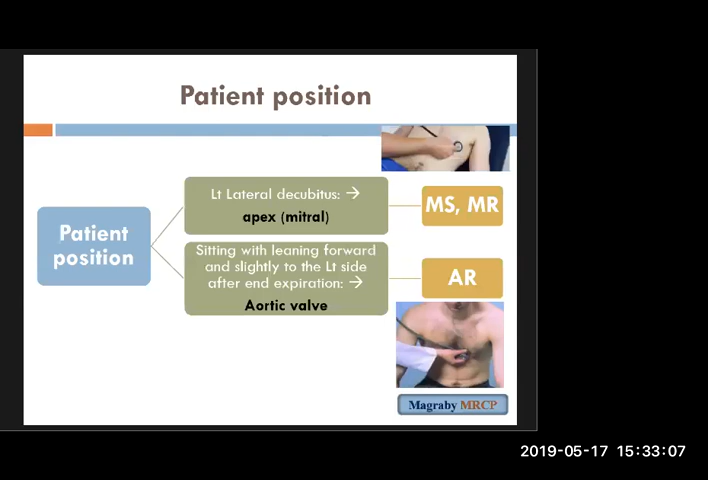 Patient position
Lt Lateral decubitus: →
apex (mitral)
MS, MR
Patient
position
Sitting with leaning forward
and slightly to the Lt side
after end expiration: →
Aortic valve
AR
Magraby MRCP
2019-05-17 15:33:07